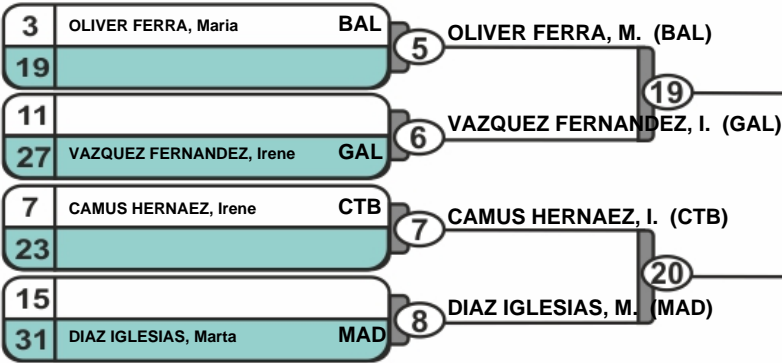 3 OLIVER FERRA, Maria BAL
19
5 OLIVER FERRA, M. (BAL)
19
11
27 VAZQUEZ FERNANDEZ, Irene GAL
6 VAZQUEZ FERNANDEZ, I. (GAL)
7 CAMUS HERNAEZ, Irene CTB
23
7 CAMUS HERNAEZ, I. (CTB)
20
15
31 DIAZ IGLESIAS, Marta MAD
8 DIAZ IGLESIAS, M. (MAD)